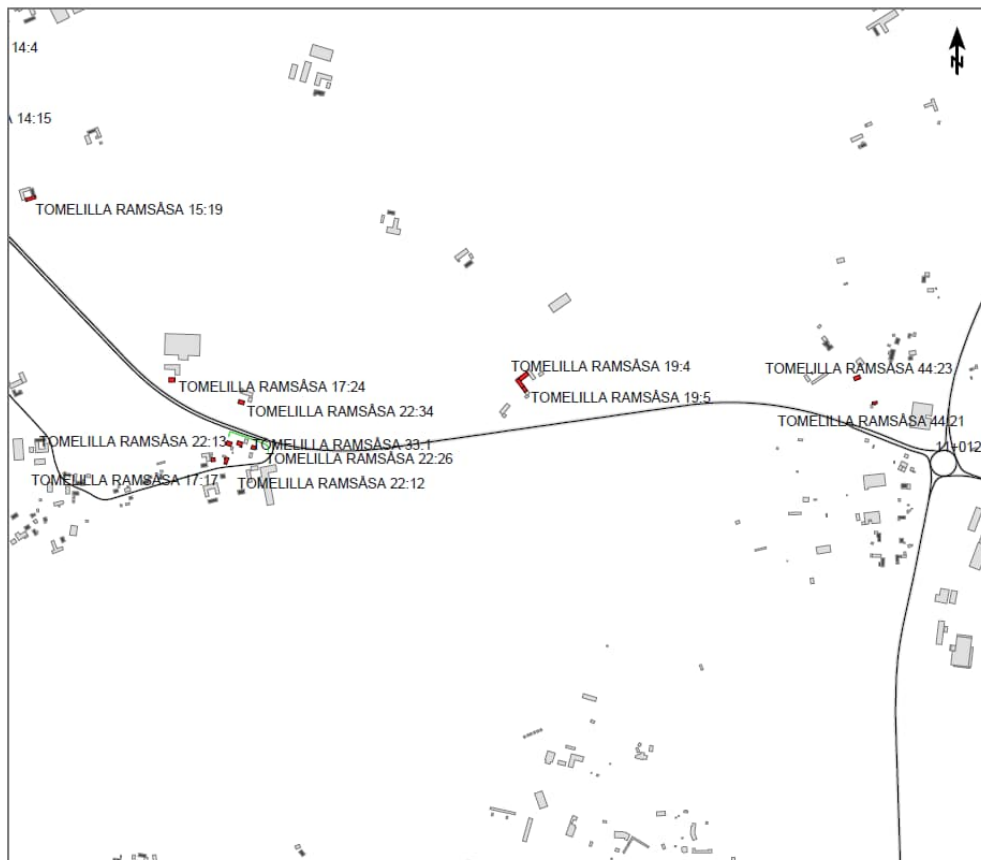 14:4
14:15
N
TOMELILLA RAMSÅSA 15:19
TOMELILLA RAMSÅSA 19:4
TOMELILLA RAMSÅSA 44:23
TOMELILLA RAMSÅSA 17:24
TOMELILLA RAMSÅSA 19:5
TOMELILLA RAMSÅSA 22:34
TOMELILLA RAMSÅSA 44:21
TOMELILLA RAMSÅSA 22:13
TOMELILLA RAMSÅSA 33:1
11+012
TOMELILLA RAMSÅSA 22:26
TOMELILLA RAMSÅSA 17:17
TOMELILLA RAMSÅSA 22:12